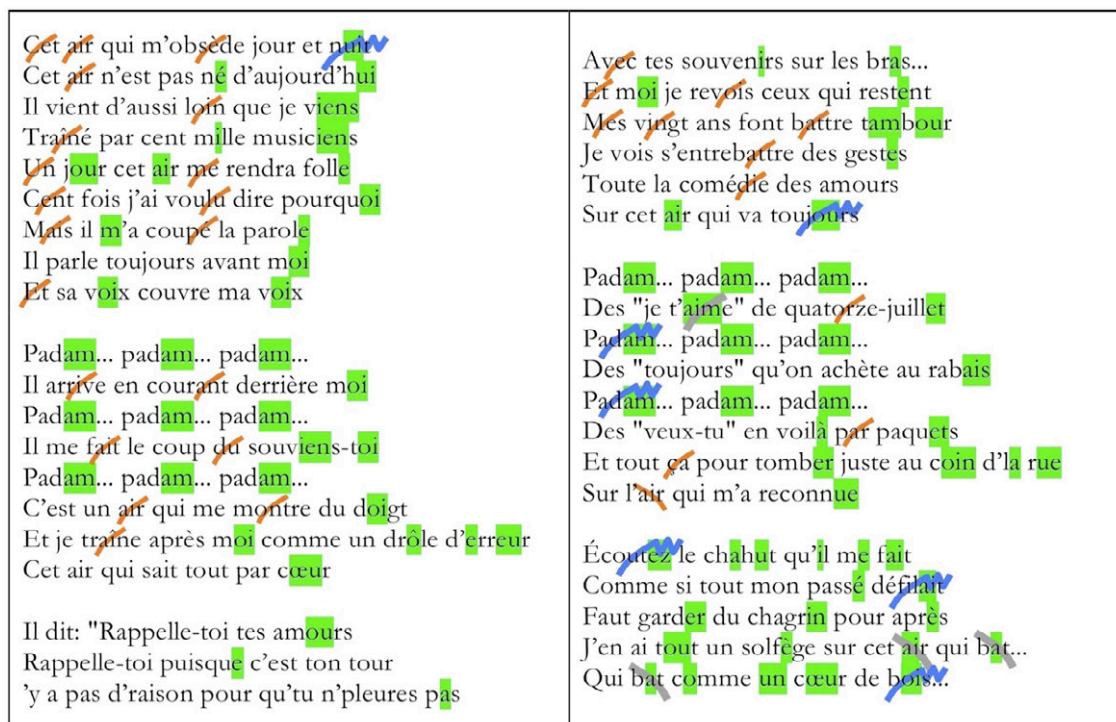 Cet air qui m'obsède jour et nuit
Cet air n'est pas né d'aujourd'hui
Il vient d'aussi loin que je viens
Traîné par cent mille musiciens
Un jour cet air me rendra folle
Cent fois j'ai voulu dire pourquoi
Mais il m'a coupé la parole
Il parle toujours avant moi
Et sa voix couvre ma voix
Padam... padam... padam...
Il arrive en courant derrière moi
Padam... padam... padam...
Il me fait le coup du souviens-toi
Padam... padam... padam...
C'est un air qui me montre du doigt
Et je traîne après moi comme un drôle d'erreur
Cet air qui sait tout par cœur
Il dit: "Rappelle-toi tes amours
Rappelle-toi puisque c'est ton tour
'y a pas d'raison pour qu'tu n'pleures pas
Avec tes souvenirs sur les bras...
Et moi je revois ceux qui restent
Mes vingt ans font battre tambour
Je vois s'entrebattre des gestes
Toute la comédie des amours
Sur cet air qui va toujours
Padam... padam... padam...
Des "je t'aime" de quatorze-juillet
Padam... padam... padam...
Des "toujours" qu'on achète au rabais
Padam... padam... padam...
Des "veux-tu" en voilà par paquets
Et tout ça pour tomber juste au coin d'la rue
Sur l'air qui m'a reconnue
Écoutez le chahut qu'il me fait
Comme si tout mon passé défilait
Faut garder du chagrin pour après
J'en ai tout un solfège sur cet air qui bat...
Qui bat comme un cœur de bois...